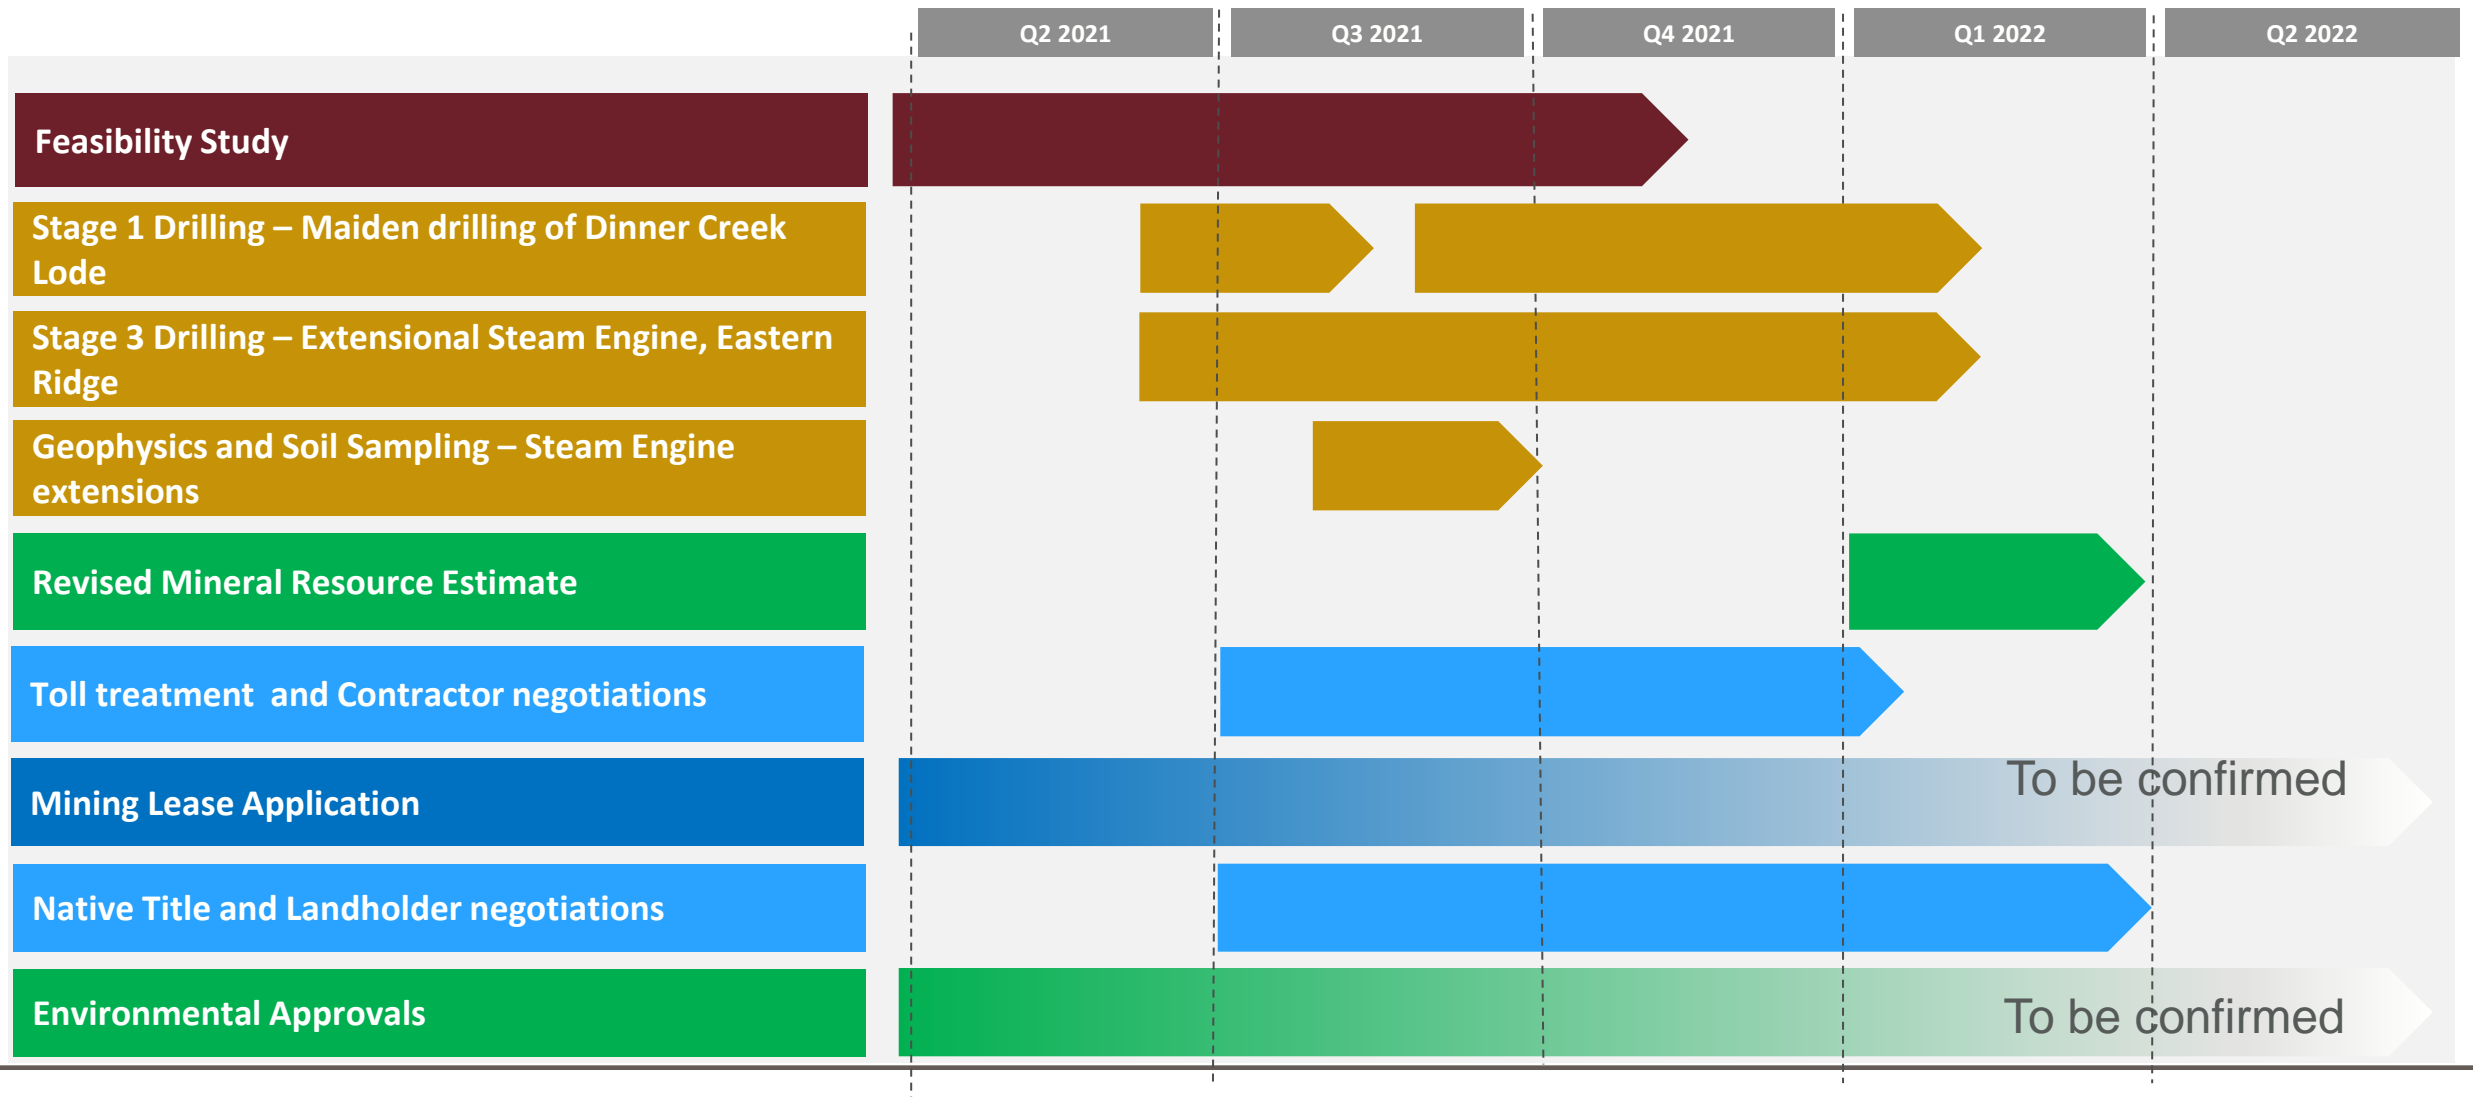 Q2 2021
Q3 2021
Q4 2021
Q1 2022
Q2 2022
Feasibility Study
Stage 1 Drilling – Maiden drilling of Dinner Creek
Lode
Stage 3 Drilling – Extensional Steam Engine, Eastern
Ridge
Geophysics and Soil Sampling – Steam Engine
extensions
Revised Mineral Resource Estimate
Toll treatment  and Contractor negotiations
Mining Lease Application
To be confirmed
Native Title and Landholder negotiations
Environmental Approvals
To be confirmed